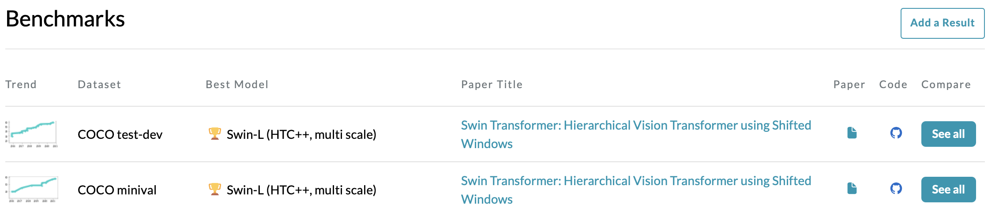 Benchmarks
Add a Result
Trend Dataset Best Model Paper Title Paper Code Compare
COCO test-dev Swin-L (HTC++, multi scale) Swin Transformer: Hierarchical Vision Transformer using Shifted
Windows
See all
COCO minival Swin-L (HTC++, multi scale) Swin Transformer: Hierarchical Vision Transformer using Shifted
Windows
See all